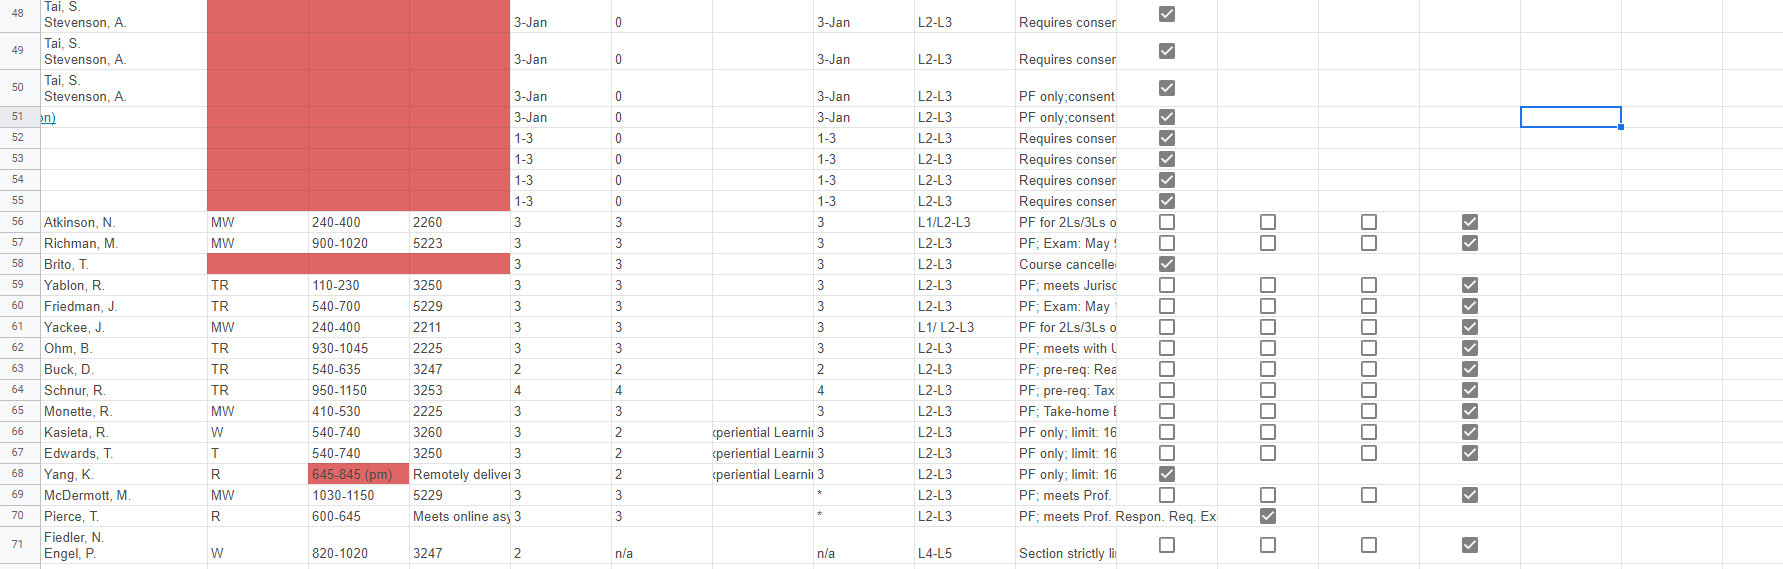 48 Tai, S.
Stevenson, A. 3-Jan 0 3-Jan L2-L3 Requires conser
49 Tai, S.
Stevenson, A. 3-Jan 0 3-Jan L2-L3 Requires conser
50 Tai, S.
Stevenson, A. 3-Jan 0 3-Jan L2-L3 PF only;consent
51 on) 3-Jan 0 3-Jan L2-L3 PF only;consent
52 1-3 0 1-3 L2-L3 Requires conser
53 1-3 0 1-3 L2-L3 Requires conser
54 1-3 0 1-3 L2-L3 Requires conser
55 1-3 0 1-3 L2-L3 Requires conser
56 Atkinson, N. MW 240-400 2260 3 3 3 L1/L2-L3 PF for 2Ls/3Ls o
57 Richman, M. MW 900-1020 5223 3 3 3 L2-L3 PF; Exam: May
58 Brito, T. 3 3 3 L2-L3 Course cancelle
59 Yablon, R. TR 110-230 3250 3 3 3 L2-L3 PF; meets Jurisc
60 Friedman, J. TR 540-700 5229 3 3 3 L2-L3 PF; Exam: May
61 Yackee, J. MW 240-400 2211 3 3 3 L1/ L2-L3 PF for 2Ls/3Ls o
62 Ohm, B. TR 930-1045 2225 3 3 3 L2-L3 PF; meets with U
63 Buck, D. TR 540-635 3247 2 2 2 L2-L3 PF; pre-req: Rea
64 Schnur, R. TR 950-1150 3253 4 4 4 L2-L3 PF; pre-req: Tax
65 Monette, R. MW 410-530 2225 3 3 3 L2-L3 PF; Take-home E
66 Kasieta, R. W 540-740 3260 3 2 xperiential Learni 3 L2-L3 PF only; limit: 16
67 Edwards, T. T 540-740 3250 3 2 xperiential Learni 3 L2-L3 PF only; limit: 16
68 Yang, K. R 645-845 (pm) Remotely deliver 3 2 xperiential Learni 3 L2-L3 PF only; limit: 16
69 McDermott, M. MW 1030-1150 5229 3 3 * L2-L3 PF; meets Prof.
70 Pierce, T. R 600-645 Meets online asy 3 3 * L2-L3 PF; meets Prof. Respon. Req. Ex
71 Fiedler, N.
Engel, P. W 820-1020 3247 2 n/a n/a L4-L5 Section strictly li